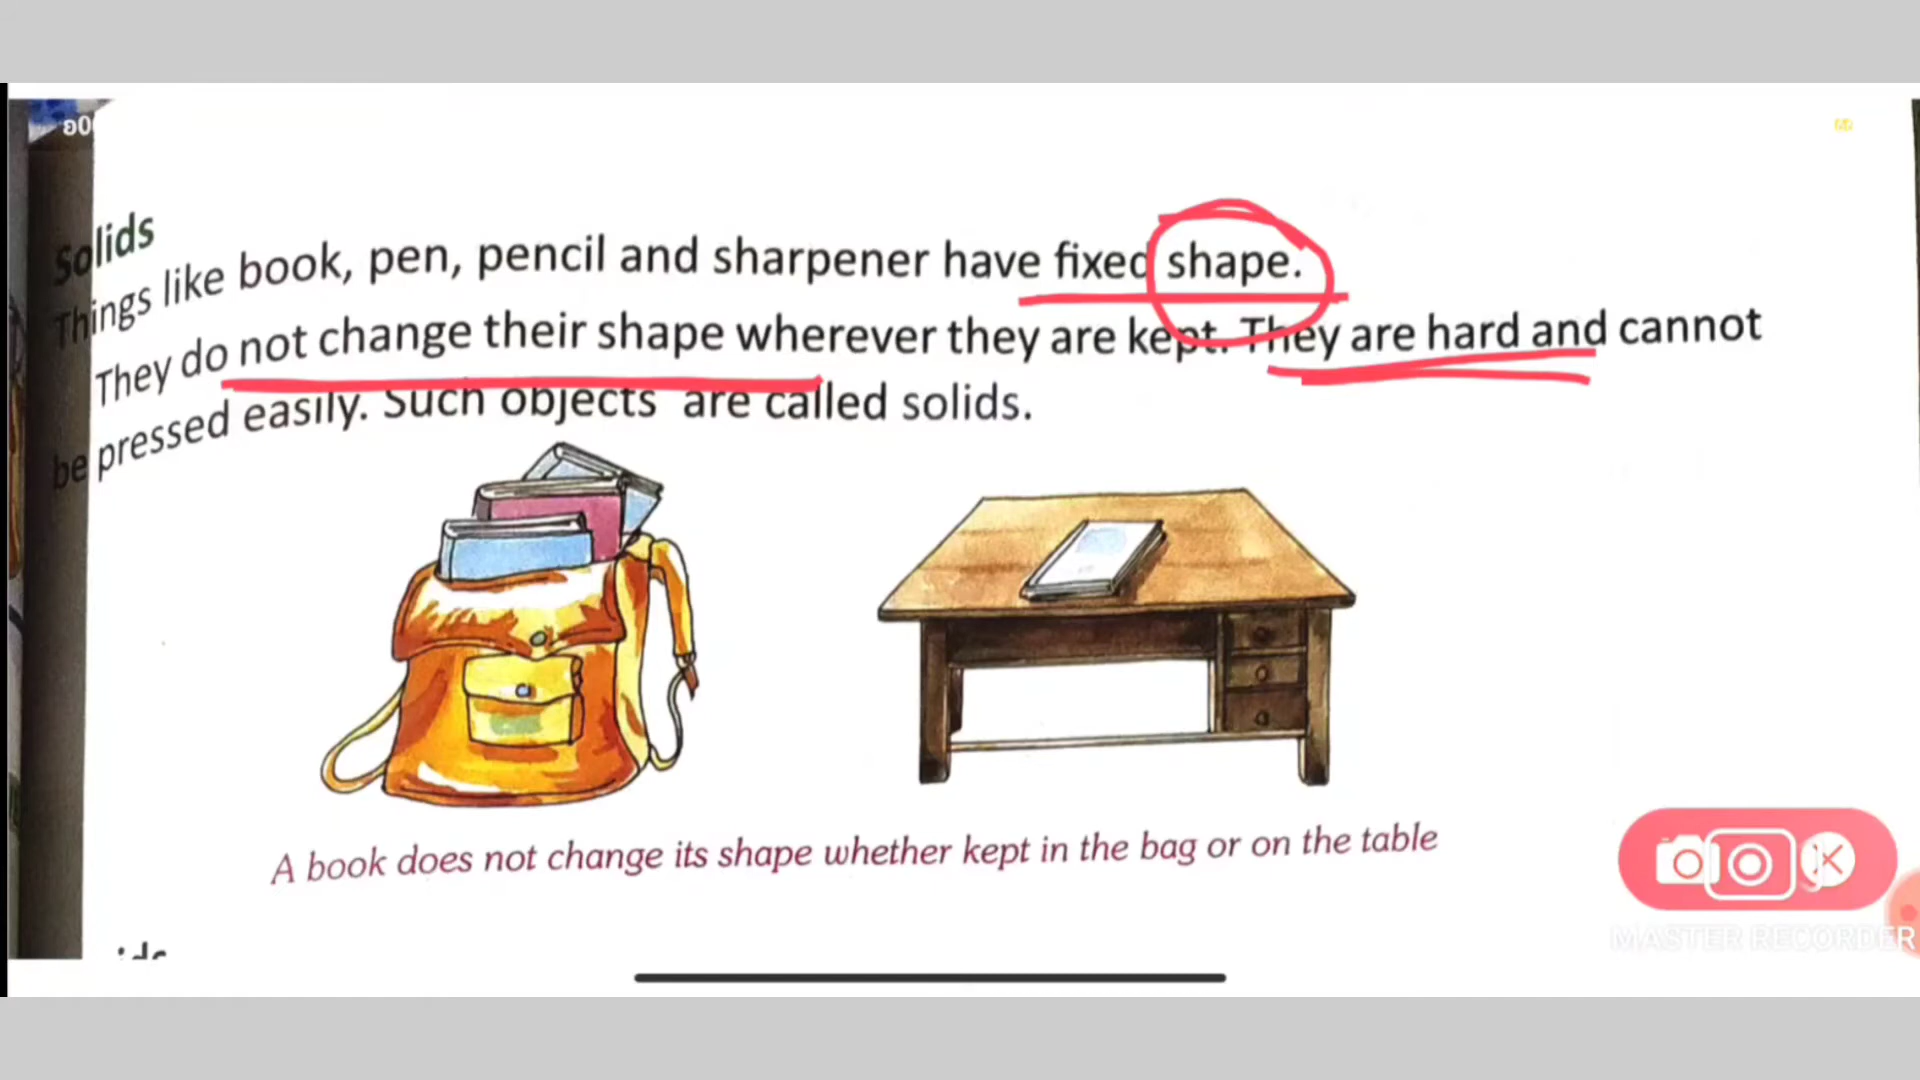 Solids
Things like book, pen, pencil and sharpener have fixed shape.
They do not change their shape wherever they are kept. They are hard and cannot
be pressed easily. Such objects are called solids.
A book does not change its shape whether kept in the bag or on the table
MASTER RECORDER